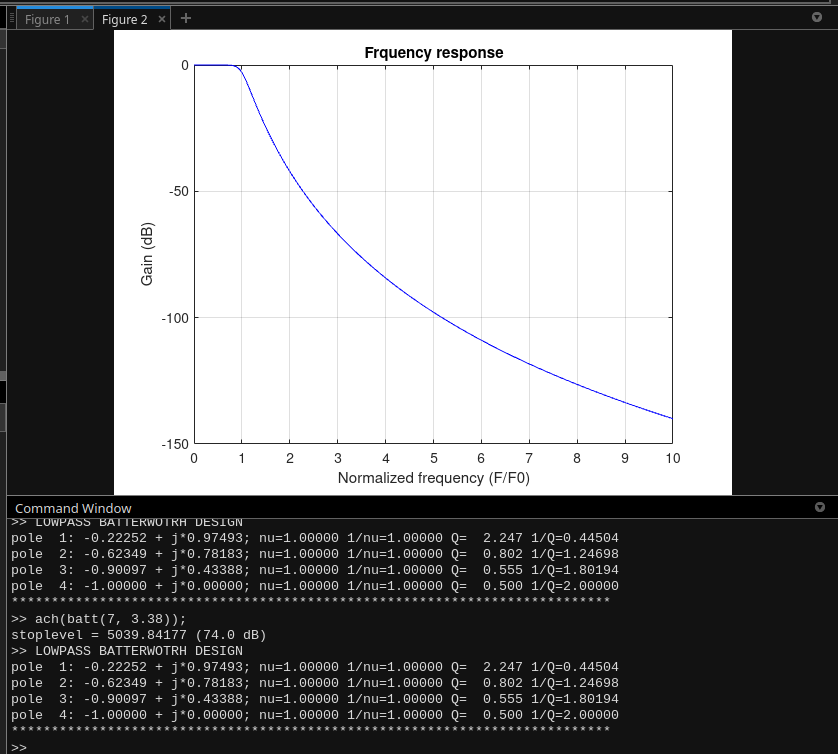 Figure 1 × Figure 2 × +
Frquency response
0
-50
-100
-150
Gain (dB)
0 1 2 3 4 5 6 7 8 9 10
Normalized frequency (F/F0)
Command Window
>> LOWPASS BATTERWOTRH DESIGN
pole  1: -0.22252 + j*0.97493; nu=1.00000 1/nu=1.00000 Q=  2.247 1/Q=0.44504
pole  2: -0.62349 + j*0.78183; nu=1.00000 1/nu=1.00000 Q=  0.802 1/Q=1.24698
pole  3: -0.90097 + j*0.43388; nu=1.00000 1/nu=1.00000 Q=  0.555 1/Q=1.80194
pole  4: -1.00000 + j*0.00000; nu=1.00000 1/nu=1.00000 Q=  0.500 1/Q=2.00000
***************************************************************************
>> ach(batt(7, 3.38));
stoplevel = 5039.84177 (74.0 dB)
>> LOWPASS BATTERWOTRH DESIGN
pole  1: -0.22252 + j*0.97493; nu=1.00000 1/nu=1.00000 Q=  2.247 1/Q=0.44504
pole  2: -0.62349 + j*0.78183; nu=1.00000 1/nu=1.00000 Q=  0.802 1/Q=1.24698
pole  3: -0.90097 + j*0.43388; nu=1.00000 1/nu=1.00000 Q=  0.555 1/Q=1.80194
pole  4: -1.00000 + j*0.00000; nu=1.00000 1/nu=1.00000 Q=  0.500 1/Q=2.00000
***************************************************************************
>>